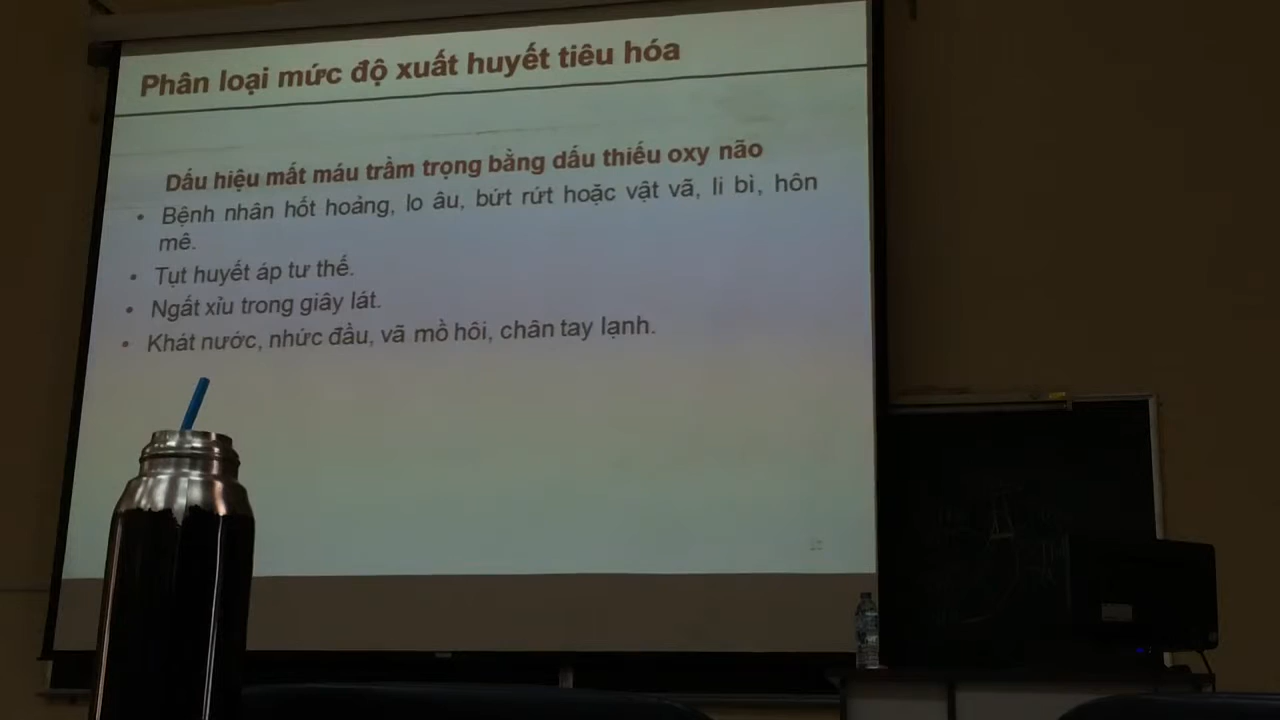 Phân loại mức độ xuất huyết tiêu hóa
Dấu hiệu mất máu trầm trọng bằng dấu thiếu oxy não
• Bệnh nhân hốt hoảng, lo âu, bứt rứt hoặc vật vã, li bì, hôn
mê.
• Tụt huyết áp tư thế.
• Ngất xỉu trong giây lát.
• Khát nước, nhức đầu, vã mồ hôi, chân tay lạnh.